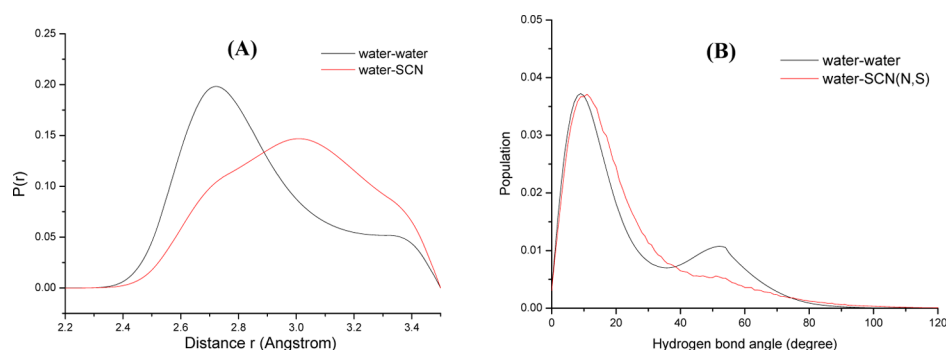 (A)
water-water
water-SCN
P(r)
0.25
0.20
0.15
0.10
0.05
0.00
2.2 2.4 2.6 2.8 3.0 3.2 3.4
Distance r (Angstrom)
(B)
water-water
water-SCN(N,S)
Population
0.05
0.04
0.03
0.02
0.01
0.00
0 20 40 60 80 100 120
Hydrogen bond angle (degree)